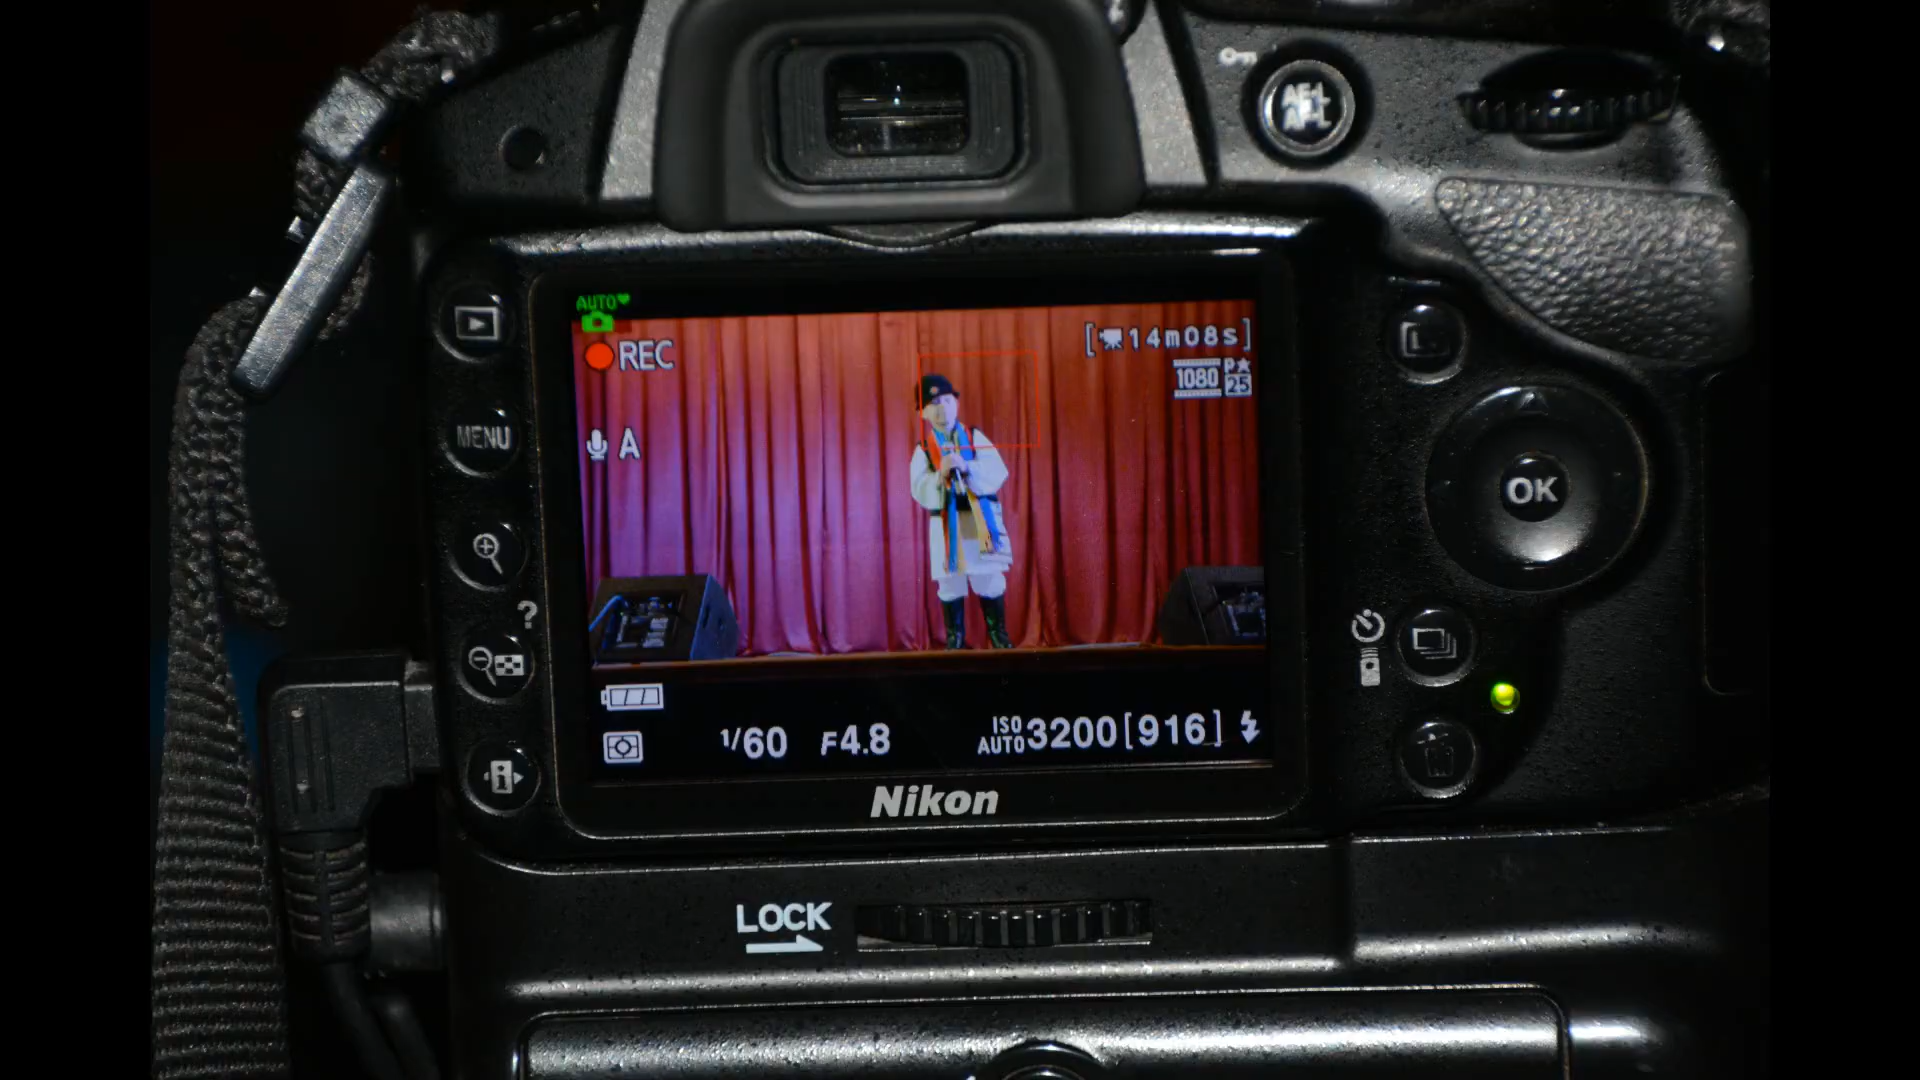 AE-L
AF-L
AUTO
REC
[14m08s]
1080 P★
25
A
MENU
?
OK
1/60 F4.8 ISO AUTO 3200 [916]
Nikon
LOCK